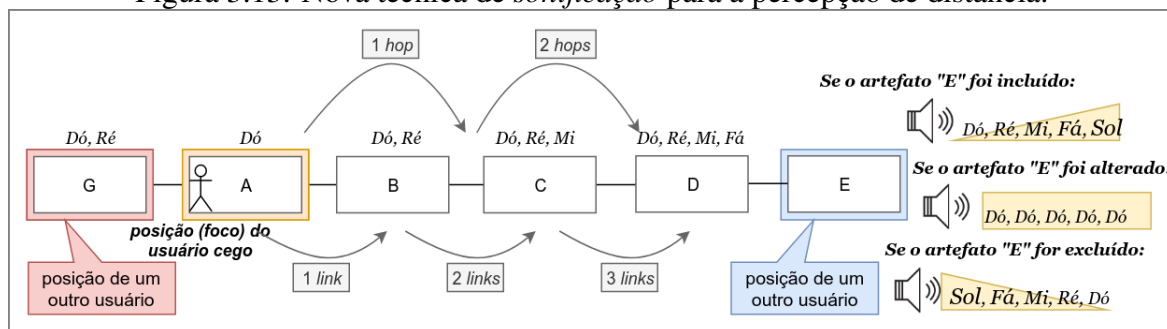 Figura 5.15: Nova técnica de sonificação para a percepção de distância.
1 hop
2 hops
Se o artefato "E" foi incluído:
Dó, Ré, Mi, Fá, Sol
Dó, Ré
Dó
Dó, Ré
Dó, Ré, Mi
Dó, Ré, Mi, Fá
G
A
B
C
D
E
Se o artefato "E" foi alterado:
Dó, Dó, Dó, Dó, Dó
posição (foco) do
usuário cego
Se o artefato "E" for excluído:
Sol, Fá, Mi, Ré, Dó
posição de um
outro usuário
1 link
2 links
3 links
posição de um
outro usuário